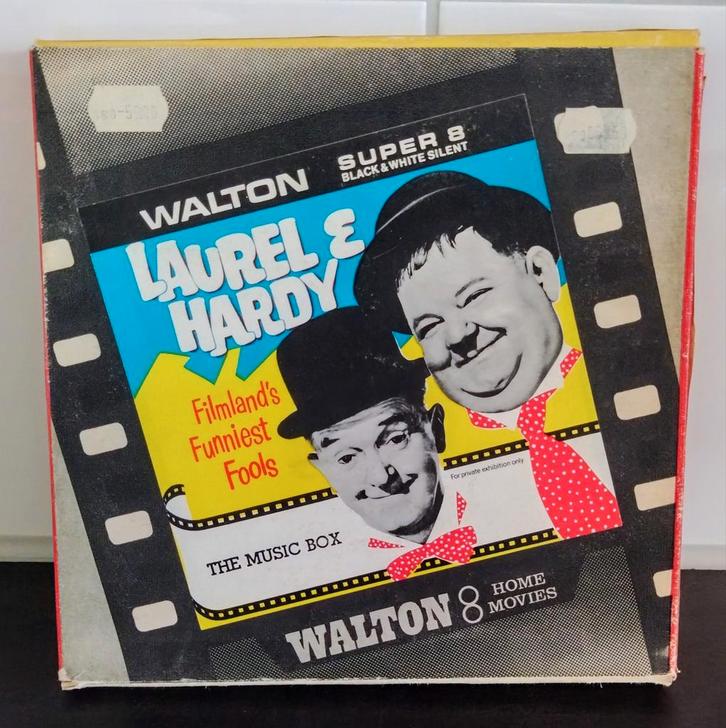 WALTON
SUPER 8
BLACK & WHITE SILENT
LAUREL &
HARDY
Filmland's
Funniest
Fools
For private exhibition only
THE MUSIC BOX
WALTON 8 HOME
MOVIES